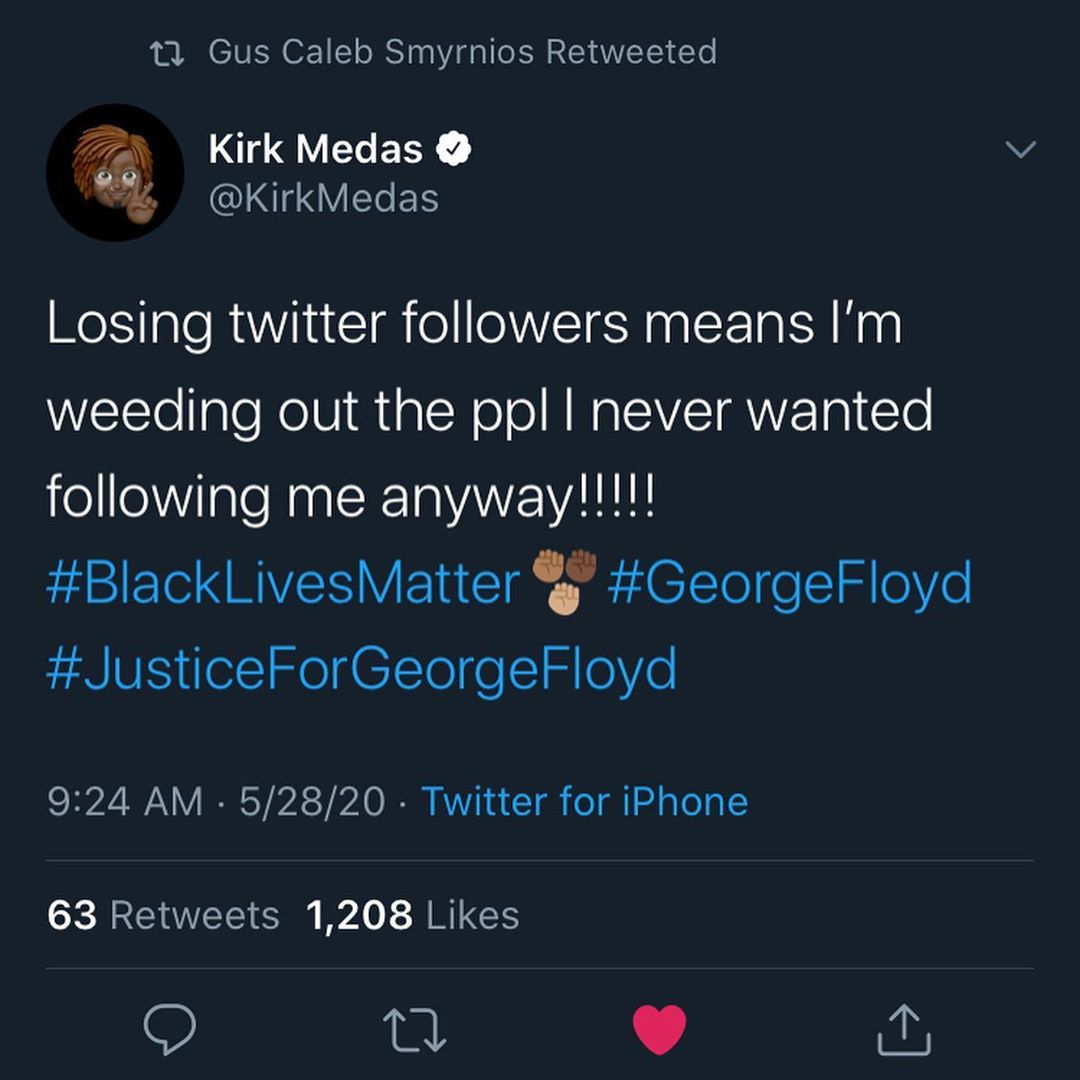 Gus Caleb Smyrnios Retweeted
Kirk Medas
@KirkMedas
Losing twitter followers means I’m
weeding out the ppl I never wanted
following me anyway!!!!!
#BlackLivesMatter #GeorgeFloyd
#JusticeForGeorgeFloyd
9:24 AM · 5/28/20 · Twitter for iPhone
63 Retweets 1,208 Likes